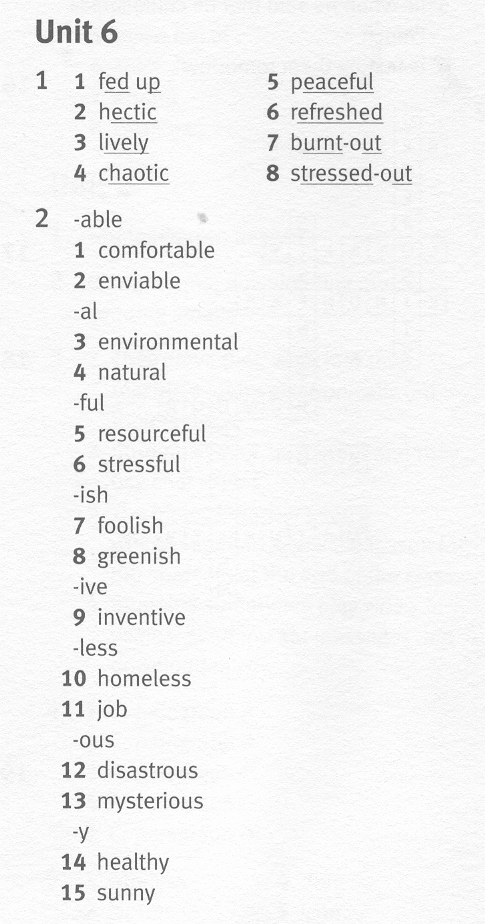 Unit 6
1 1 fed up 5 peaceful
2 hectic 6 refreshed
3 lively 7 burnt-out
4 chaotic 8 stressed-out
2 -able
1 comfortable
2 enviable
-al
3 environmental
4 natural
-ful
5 resourceful
6 stressful
-ish
7 foolish
8 greenish
-ive
9 inventive
-less
10 homeless
11 job
-ous
12 disastrous
13 mysterious
-y
14 healthy
15 sunny